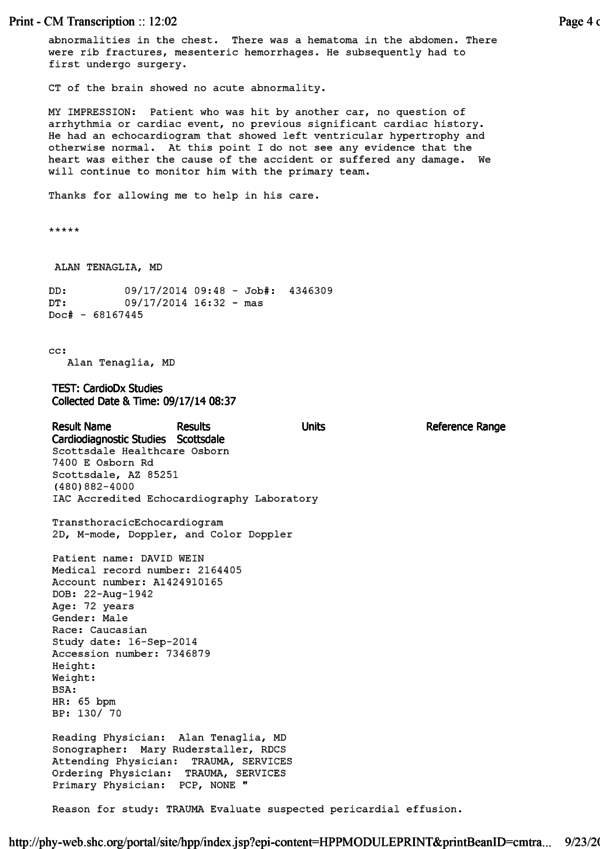 Print - CM Transcription :: 12:02 Page 4 o
abnormalities in the chest. There was a hematoma in the abdomen. There
were rib fractures, mesenteric hemorrhages. He subsequently had to
first undergo surgery.
CT of the brain showed no acute abnormality.
MY IMPRESSION: Patient who was hit by another car, no question of
arrhythmia or cardiac event, no previous significant cardiac history.
He had an echocardiogram that showed left ventricular hypertrophy and
otherwise normal. At this point I do not see any evidence that the
heart was either the cause of the accident or suffered any damage. We
will continue to monitor him with the primary team.
Thanks for allowing me to help in his care.
*****
ALAN TENAGLIA, MD
DD: 09/17/2014 09:48 - Job#: 4346309
DT: 09/17/2014 16:32 - mas
Doc# - 68167445
cc:
Alan Tenaglia, MD
TEST: CardioDx Studies
Collected Date & Time: 09/17/14 08:37
Result Name Results Units Reference Range
Cardiodiagnostic Studies Scottsdale
Scottsdale Healthcare Osborn
7400 E Osborn Rd
Scottsdale, AZ 85251
(480)882-4000
IAC Accredited Echocardiography Laboratory
TransthoracicEchocardiogram
2D, M-mode, Doppler, and Color Doppler
Patient name: DAVID WEIN
Medical record number: 2164405
Account number: A1424910165
DOB: 22-Aug-1942
Age: 72 years
Gender: Male
Race: Caucasian
Study date: 16-Sep-2014
Accession number: 7346879
Height:
Weight:
BSA:
HR: 65 bpm
BP: 130/ 70
Reading Physician: Alan Tenaglia, MD
Sonographer: Mary Ruderstaller, RDCS
Attending Physician: TRAUMA, SERVICES
Ordering Physician: TRAUMA, SERVICES
Primary Physician: PCP, NONE "
Reason for study: TRAUMA Evaluate suspected pericardial effusion.
http://phy-web.shc.org/portal/site/hpp/index.jsp?epi-content=HPPMODULEPRINT&printBeanID=cmtra... 9/23/20